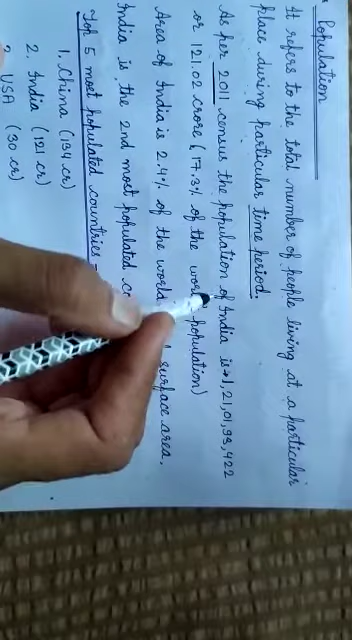 Population
It refers to the total number of people living at a particular
place during particular time period.
As per 2011 census the population of India is → 1,21,01,93,422
or 121.02 crore (17.3% of the world population)
Area of India is 2.4% of the world surface area.
India is the 2nd most populated
Top 5 most populated countries -
1. China (134 cr)
2. India (121 cr)
USA (30 cr)